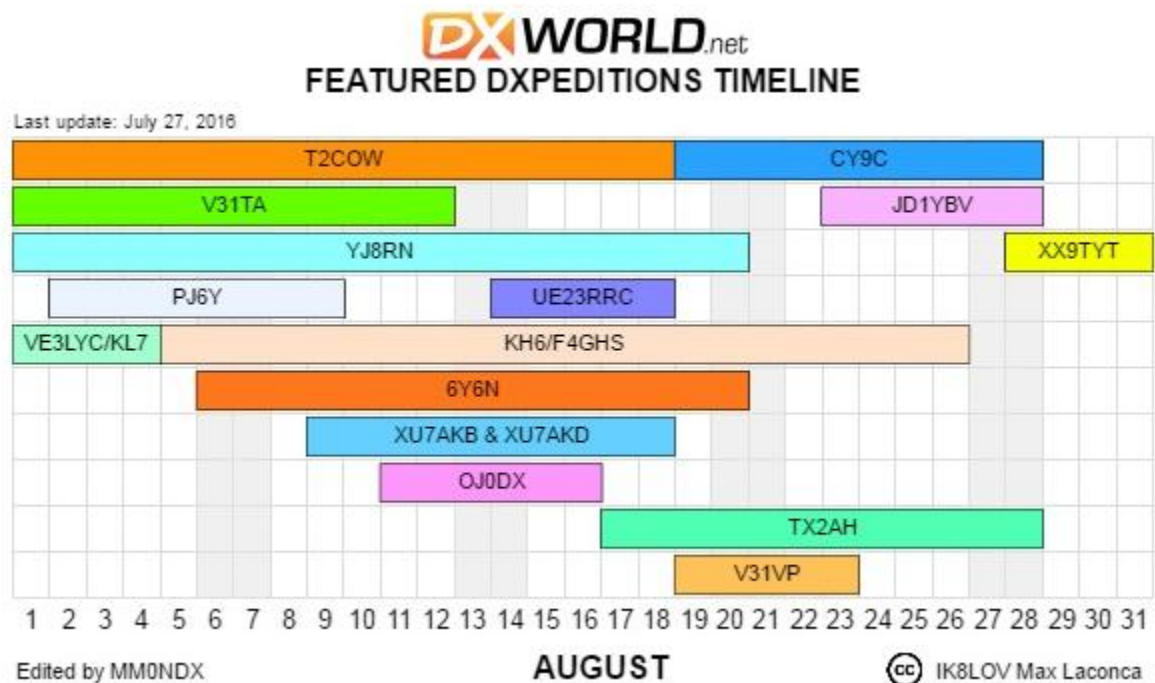 DX WORLD.net
FEATURED DXPEDITIONS TIMELINE
Last update: July 27, 2016
T2COW CY9C
V31TA JD1YBV
YJ8RN XX9TYT
PJ6Y UE23RRC
VE3LYC/KL7 KH6/F4GHS
6Y6N
XU7AKB & XU7AKD
OJ0DX
TX2AH
V31VP
1 2 3 4 5 6 7 8 9 10 11 12 13 14 15 16 17 18 19 20 21 22 23 24 25 26 27 28 29 30 31
Edited by MM0NDX AUGUST cc IK8LOV Max Laconca